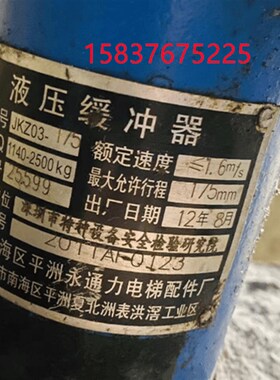 15837675225
液压缓冲器
号 JKZ03-175 额定速度 ≤1.6m/s
1140-2500kg 最大允许行程 175mm
25599 出厂日期 12年8月
位 深圳市特种设备安全检验研究院
2011AF0123
海区平洲永通力电梯配件厂
市南海区平洲夏北洲表洪滘工业区